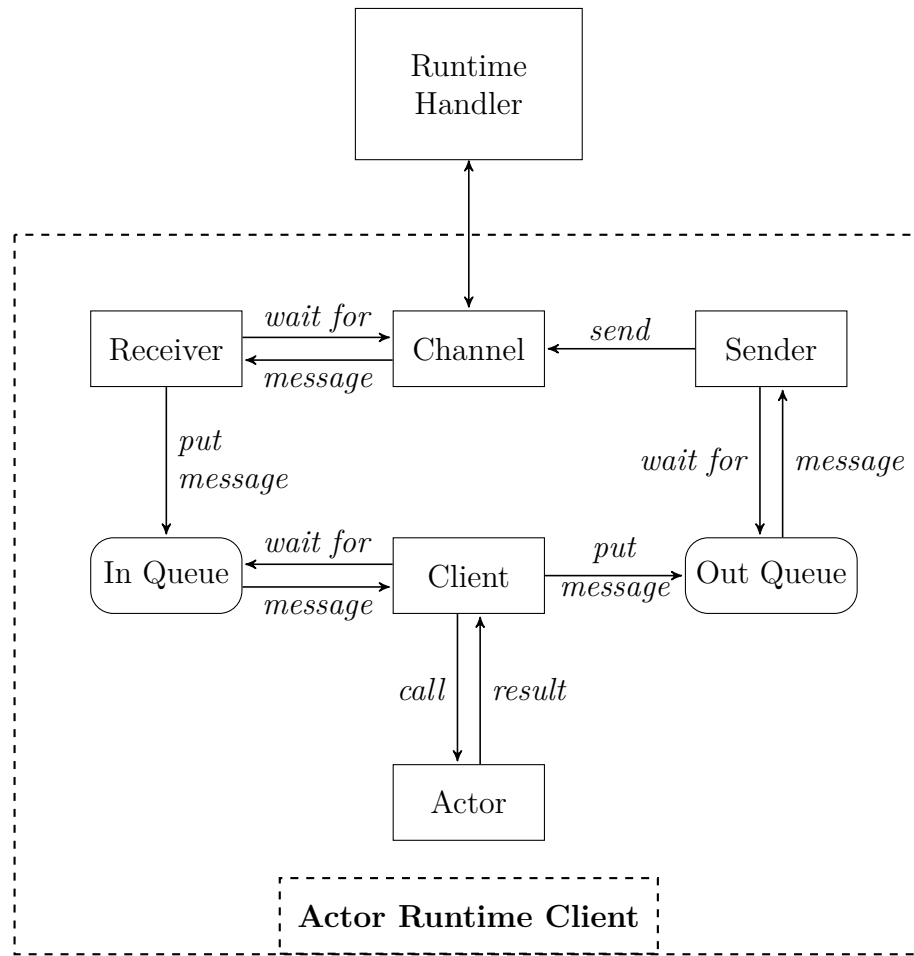 Runtime
Handler
wait for
send
Receiver
Channel
Sender
message
put
message
wait for
message
wait for
put
In Queue
Client
Out Queue
message
message
call
result
Actor
Actor Runtime Client